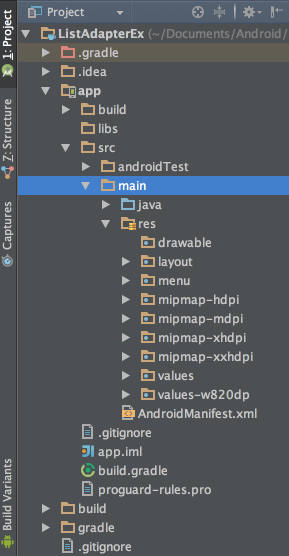 1: Project
Z: Structure
Captures
Build Variants
Project
ListAdapterEx (~/Documents/Android/
.gradle
.idea
app
build
libs
src
androidTest
main
java
res
drawable
layout
menu
mipmap-hdpi
mipmap-mdpi
mipmap-xhdpi
mipmap-xxhdpi
values
values-w820dp
AndroidManifest.xml
.gitignore
app.iml
build.gradle
proguard-rules.pro
build
gradle
.gitignore